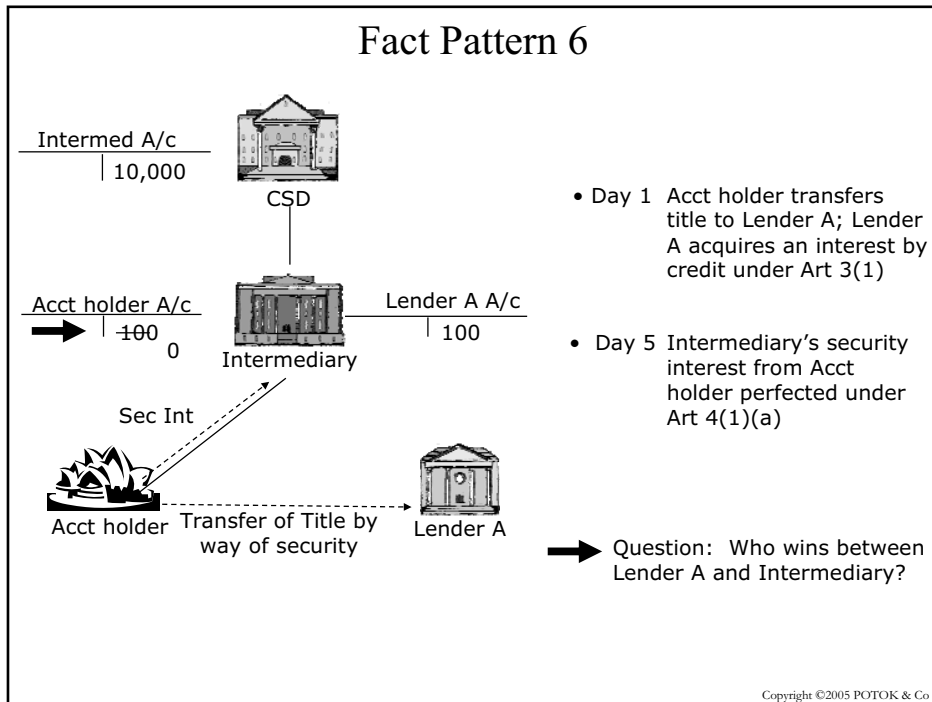 Fact Pattern 6
Intermed A/c
10,000
CSD
Acct holder A/c
100
0
Intermediary
Lender A A/c
100
Sec Int
Acct holder
Transfer of Title by
way of security
Lender A
• Day 1 Acct holder transfers
title to Lender A; Lender
A acquires an interest by
credit under Art 3(1)
• Day 5 Intermediary's security
interest from Acct
holder perfected under
Art 4(1)(a)
Question: Who wins between
Lender A and Intermediary?
Copyright ©2005 POTOK & Co